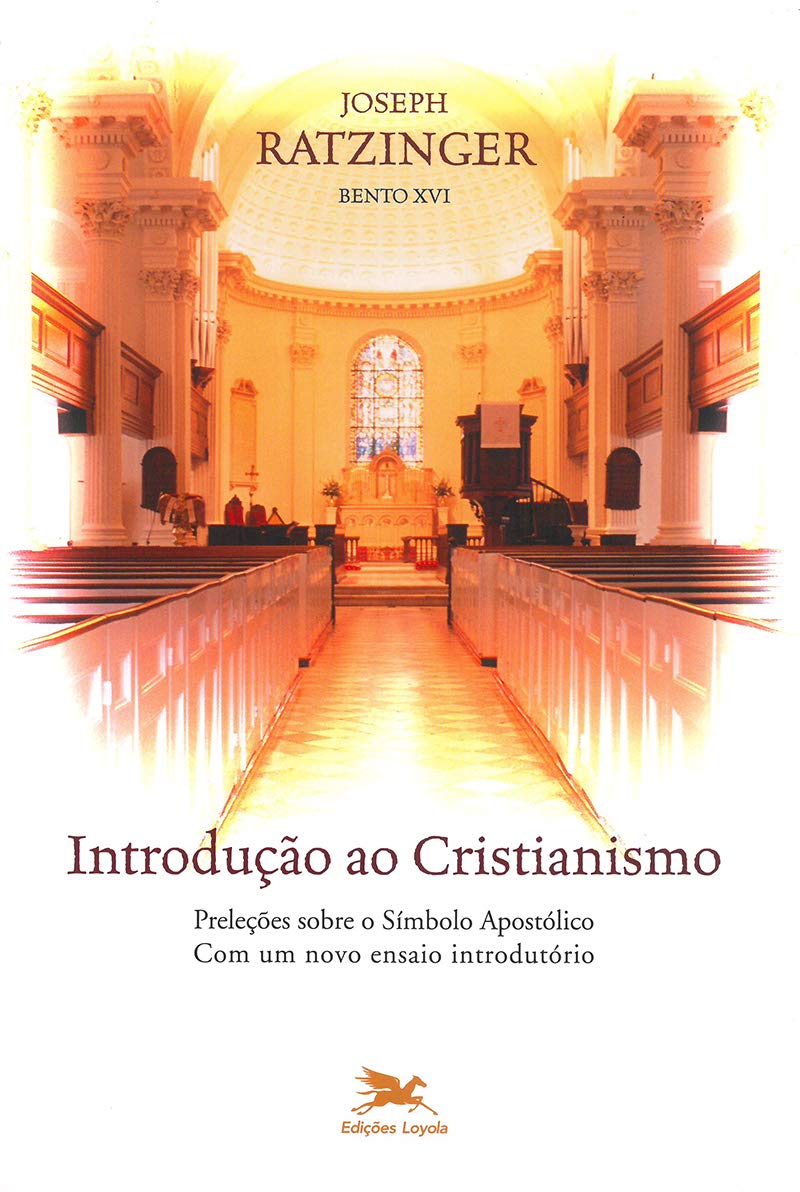 JOSEPH
RATZINGER
BENTO XVI
Introdução ao Cristianismo
Preleções sobre o Símbolo Apostólico
Com um novo ensaio introdutório
Edições Loyola